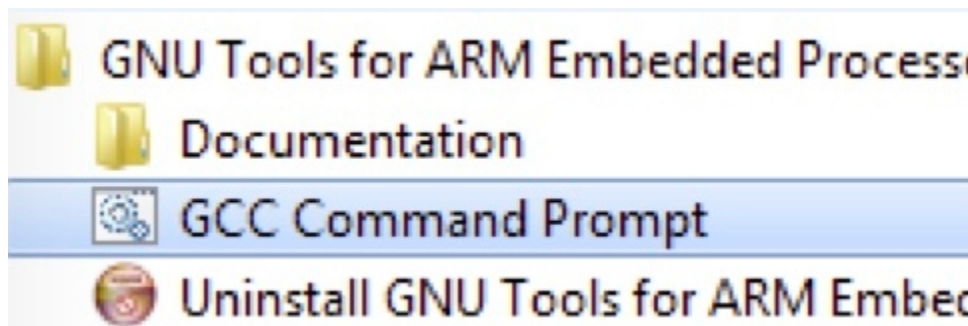 GNU Tools for ARM Embedded Process
Documentation
GCC Command Prompt
Uninstall GNU Tools for ARM Embed